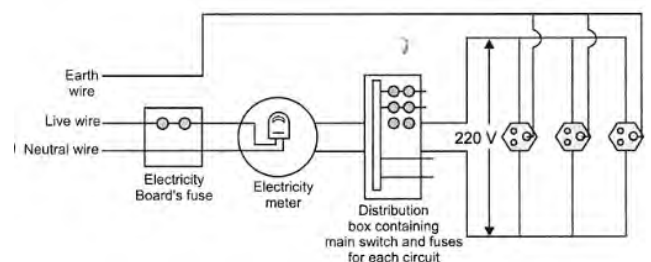 Earth
wire
Live wire
Neutral wire
Electricity
Board's fuse
Electricity
meter
Distribution
box containing
main switch and fuses
for each circuit
220 V